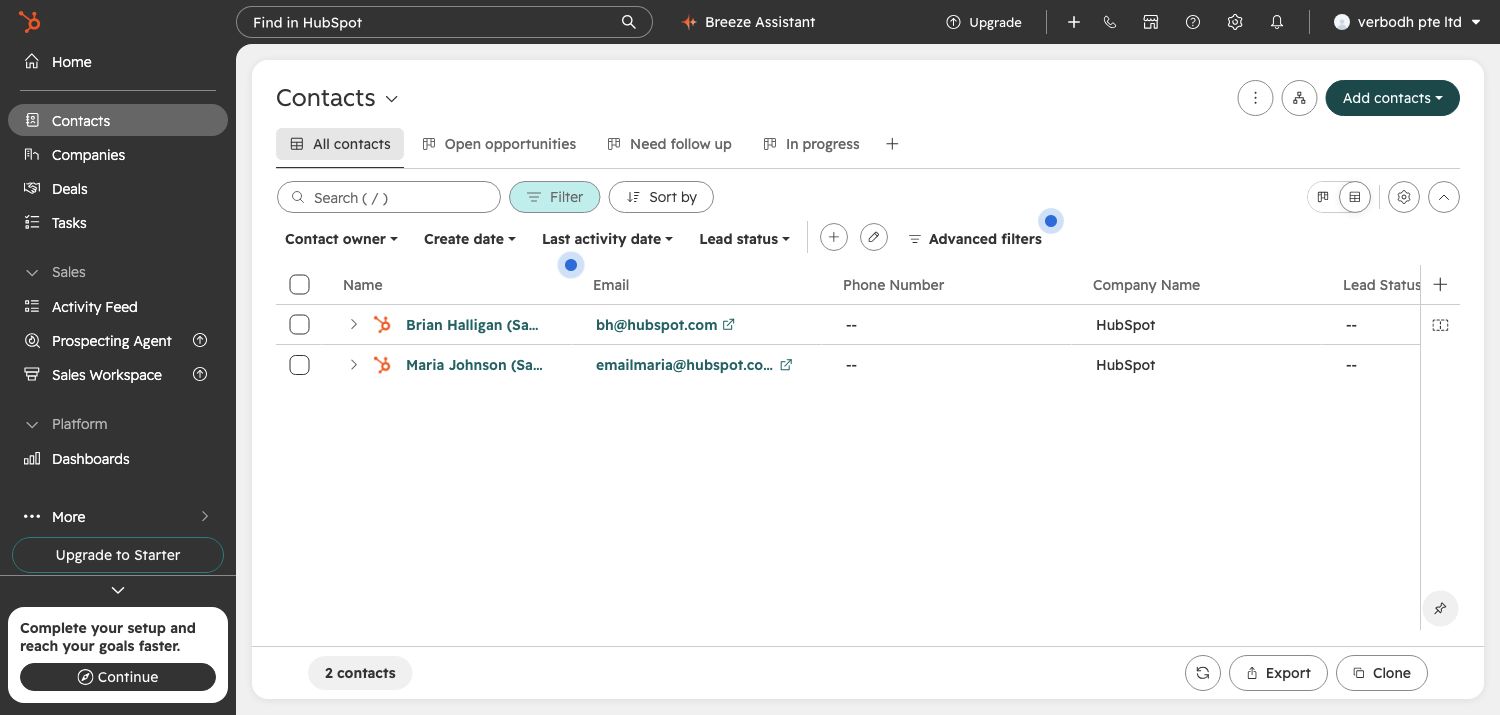 Find in HubSpot
Breeze Assistant
Upgrade
verbodh pte ltd
Home
Contacts
Companies
Deals
Tasks
Sales
Activity Feed
Prospecting Agent
Sales Workspace
Platform
Dashboards
More
Upgrade to Starter
Complete your setup and
reach your goals faster.
Continue
Contacts
Add contacts
All contacts
Open opportunities
Need follow up
In progress
Search ( / )
Filter
Sort by
Contact owner
Create date
Last activity date
Lead status
Advanced filters
Name Email Phone Number Company Name Lead Status
Brian Halligan (Sa... bh@hubspot.com -- HubSpot --
Maria Johnson (Sa... emailmaria@hubspot.co... -- HubSpot --
2 contacts
Export
Clone